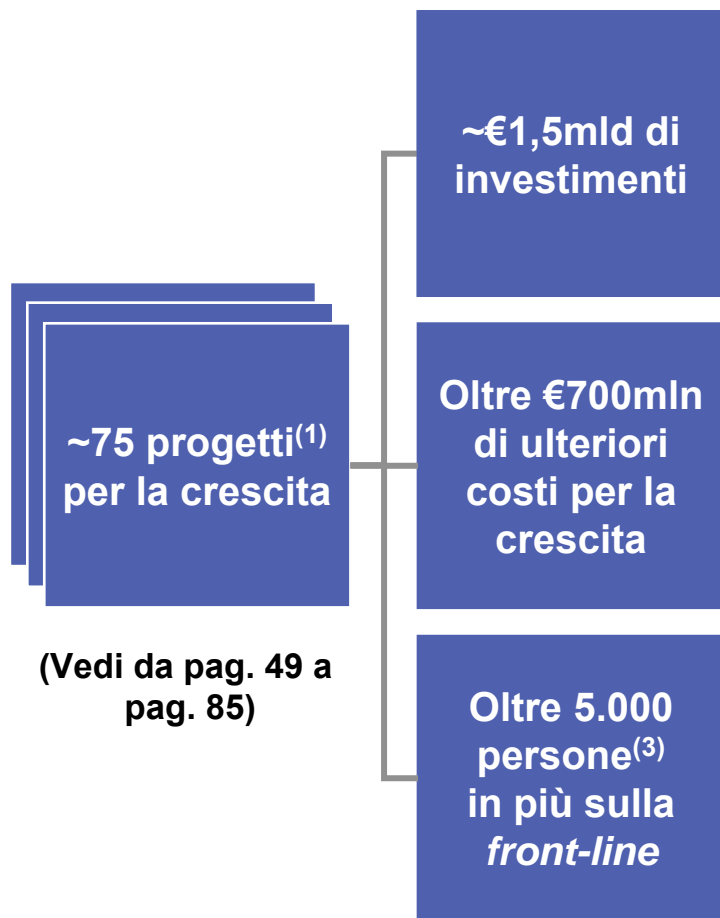 ~75 progetti(1)
per la crescita
(Vedi da pag. 49 a
pag. 85)
~€1,5mld di
investimenti
Oltre €700mln
di ulteriori
costi per la
crescita
Oltre 5.000
persone(3)
in più sulla
front-line